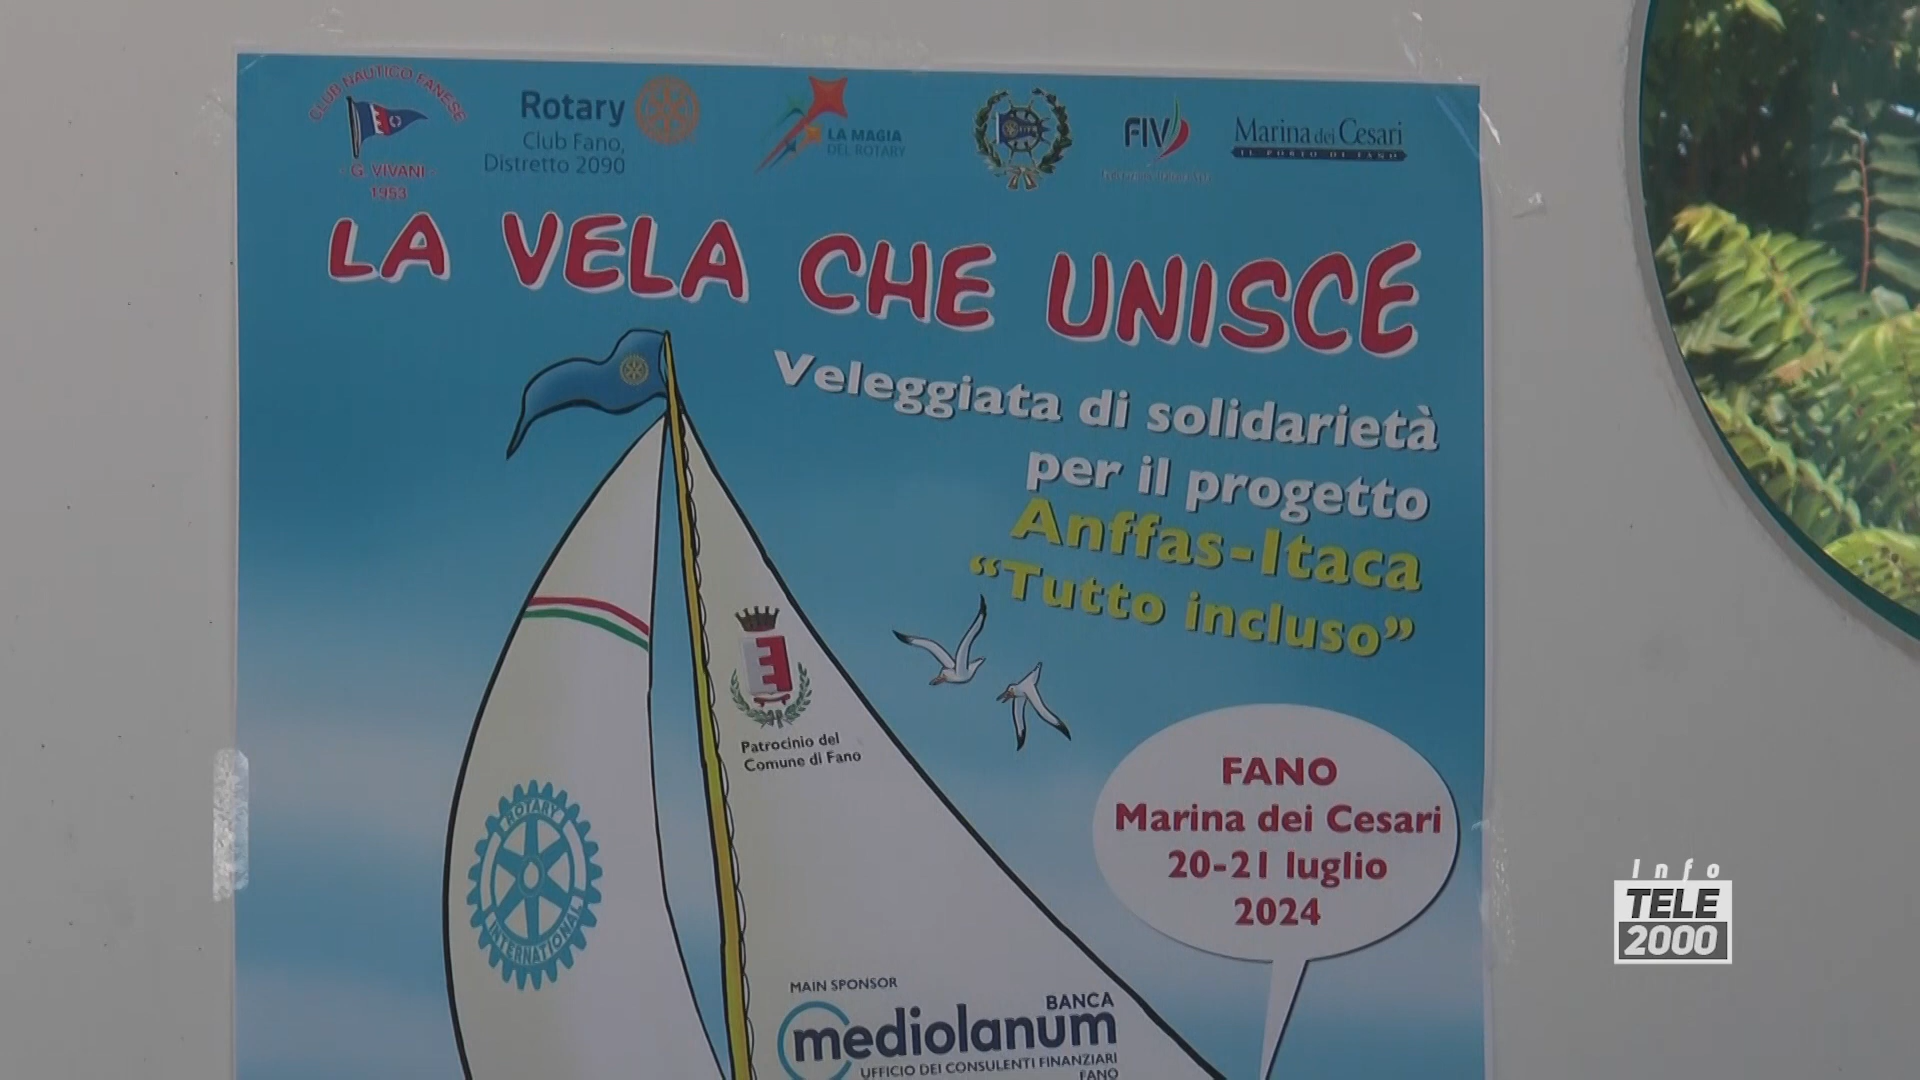 CLUB NAUTICO FANESE
G. VIVANI
1953
Rotary
Club Fano,
Distretto 2090
LA MAGIA
DEL ROTARY
FIV
Marina dei Cesari
IL PORTO DI FANO
LA VELA CHE UNISCE
Veleggiata di solidarietà
per il progetto
Anffas-Itaca
“Tutto incluso”
Patrocinio del
Comune di Fano
ROTARY
INTERNATIONAL
FANO
Marina dei Cesari
20-21 luglio
2024
MAIN SPONSOR
BANCA
mediolanum
UFFICIO DEI CONSULENTI FINANZIARI
FANO
Info
TELE
2000